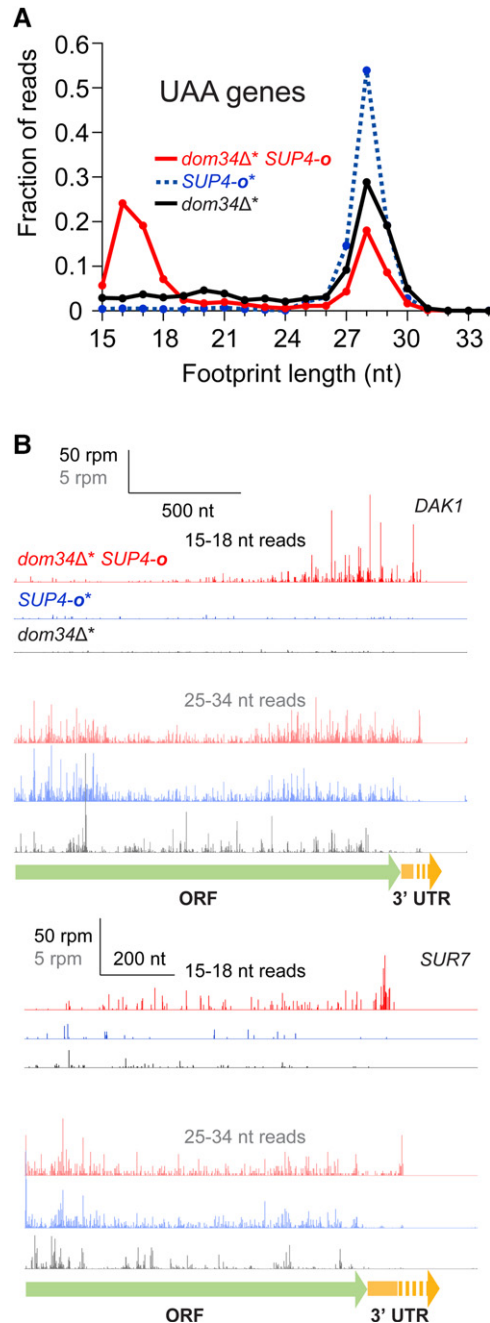 A
Fraction of reads
0.6
0.5
0.4
0.3
0.2
0.1
0
UAA genes
dom34Δ* SUP4-o
SUP4-o*
dom34Δ*
15 18 21 24 27 30 33
Footprint length (nt)
B
50 rpm
5 rpm
500 nt
DAK1
15-18 nt reads
dom34Δ* SUP4-o
SUP4-o*
dom34Δ*
25-34 nt reads
ORF 3' UTR
50 rpm
5 rpm
200 nt
15-18 nt reads
SUR7
25-34 nt reads
ORF 3' UTR